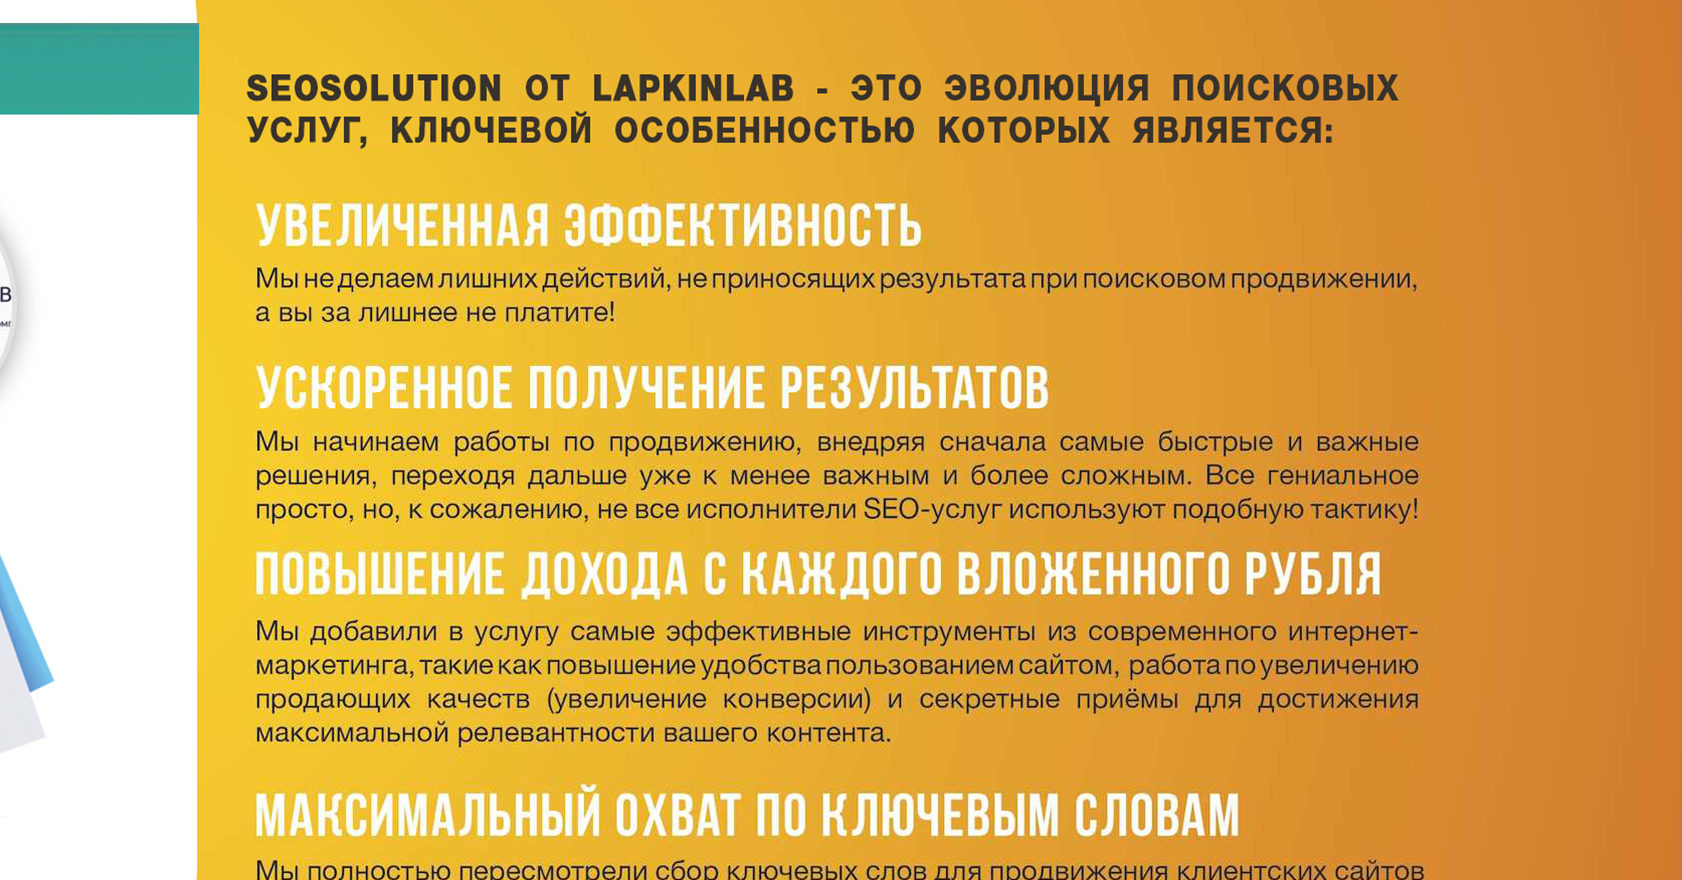 SEOSOLUTION ОТ LAPKINLAB - ЭТО ЭВОЛЮЦИЯ ПОИСКОВЫХ
УСЛУГ, КЛЮЧЕВОЙ ОСОБЕННОСТЬЮ КОТОРЫХ ЯВЛЯЕТСЯ:
УВЕЛИЧЕННАЯ ЭФФЕКТИВНОСТЬ
Мы не делаем лишних действий, не приносящих результата при поисковом продвижении,
а вы за лишнее не платите!
УСКОРЕННОЕ ПОЛУЧЕНИЕ РЕЗУЛЬТАТОВ
Мы начинаем работы по продвижению, внедряя сначала самые быстрые и важные
решения, переходя дальше уже к менее важным и более сложным. Все гениальное
просто, но, к сожалению, не все исполнители SEO-услуг используют подобную тактику!
ПОВЫШЕНИЕ ДОХОДА С КАЖДОГО ВЛОЖЕННОГО РУБЛЯ
Мы добавили в услугу самые эффективные инструменты из современного интернет-
маркетинга, такие как повышение удобства пользованием сайтом, работа по увеличению
продающих качеств (увеличение конверсии) и секретные приёмы для достижения
максимальной релевантности вашего контента.
МАКСИМАЛЬНЫЙ ОХВАТ ПО КЛЮЧЕВЫМ СЛОВАМ
Мы полностью пересмотрели сбор ключевых слов для продвижения клиентских сайтов